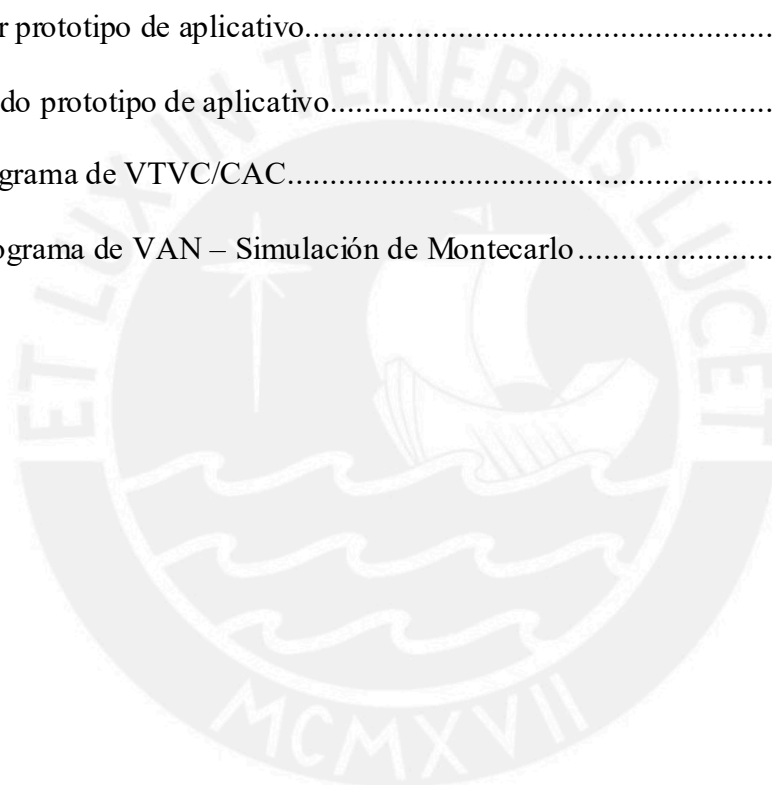 r prototipo de aplicativo
do prototipo de aplicativo
grama de VTVC/CAC
ograma de VAN – Simulación de Montecarlo
ET LUX IN TENEBRIS LUCET
MCMXVII